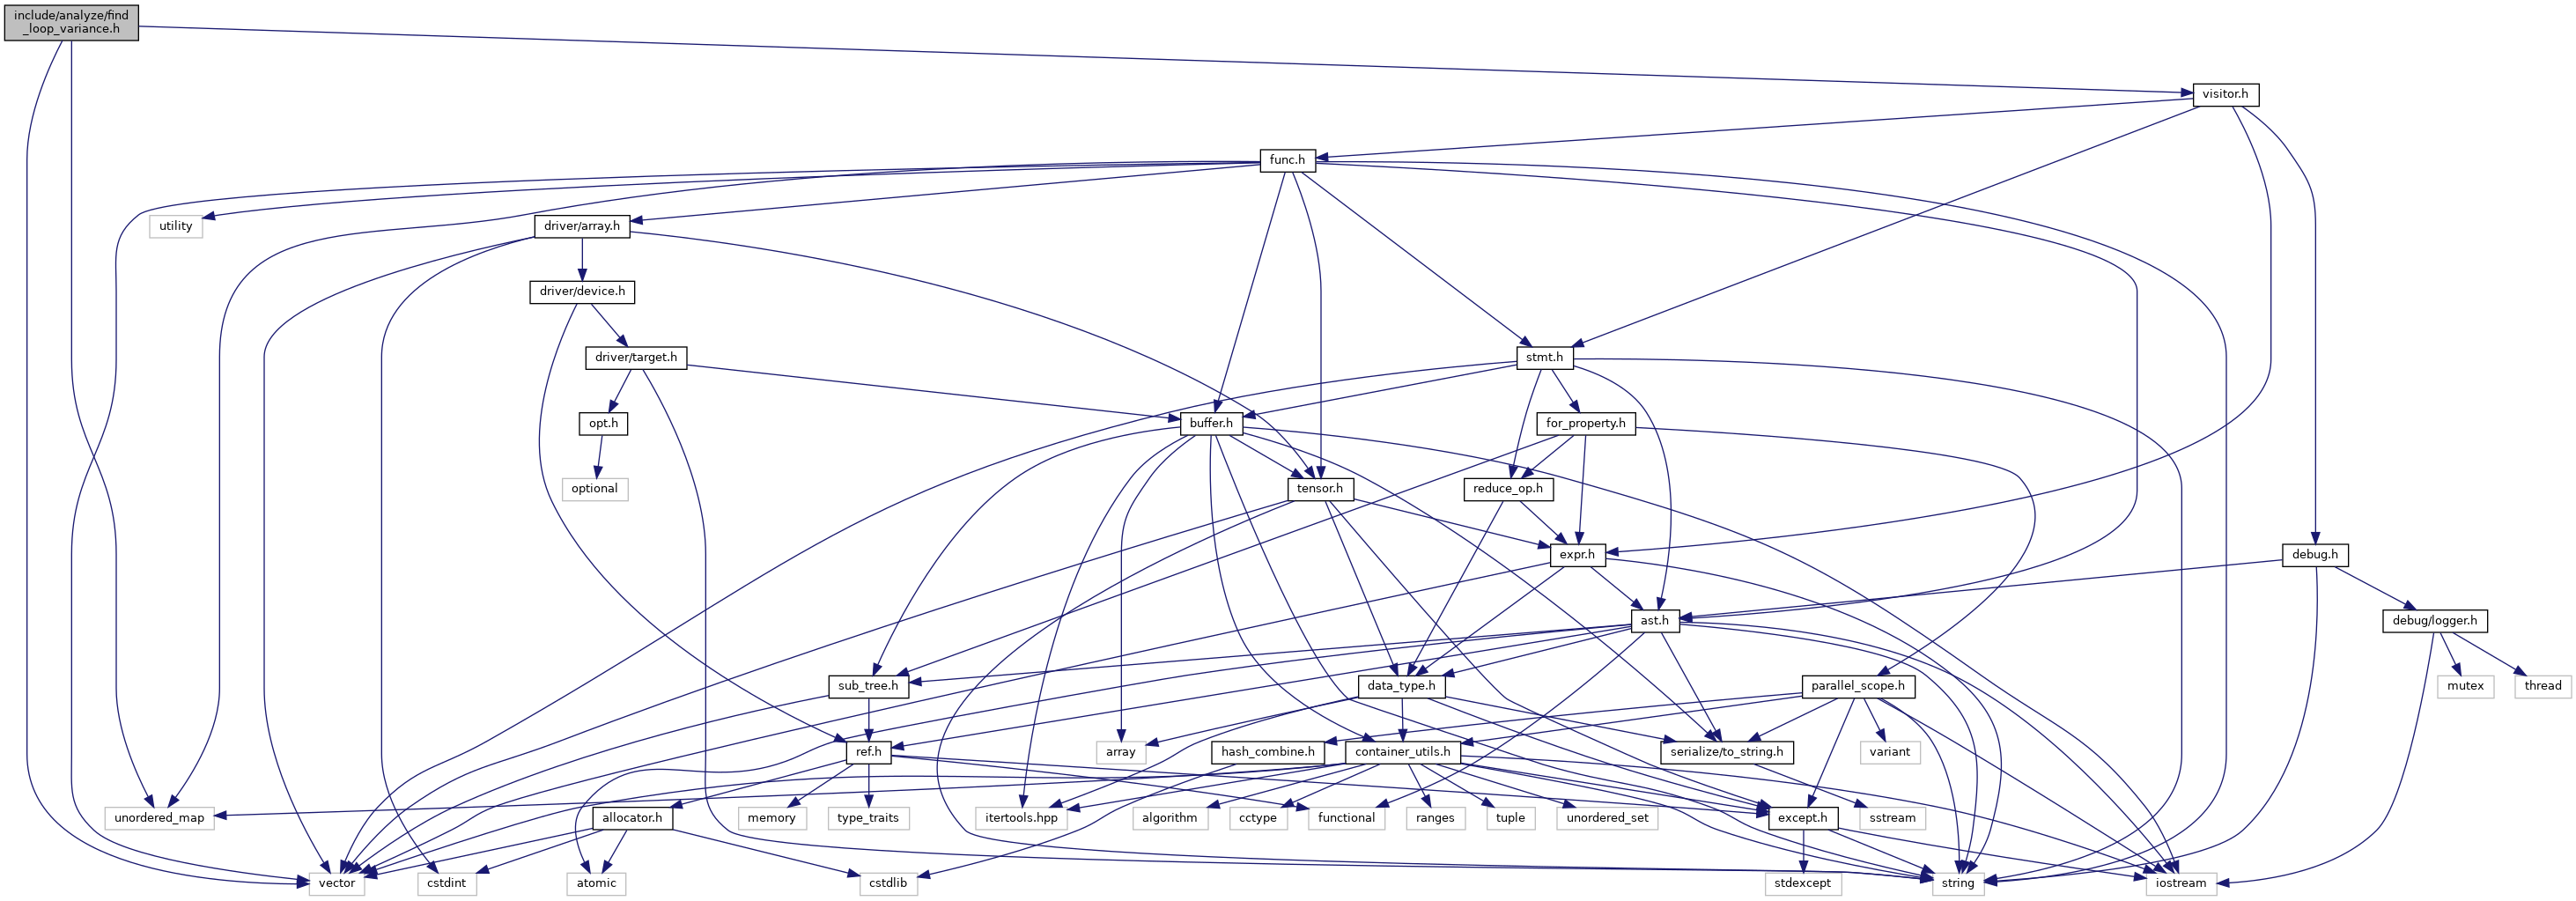 include/analyze/find
_loop_variance.h
visitor.h
func.h
utility
driver/array.h
driver/device.h
driver/target.h
stmt.h
opt.h
buffer.h
for_property.h
optional
tensor.h
reduce_op.h
expr.h
debug.h
ast.h
debug/logger.h
sub_tree.h
data_type.h
parallel_scope.h
mutex
thread
ref.h
array
hash_combine.h
container_utils.h
serialize/to_string.h
variant
unordered_map
allocator.h
memory
type_traits
itertools.hpp
algorithm
cctype
functional
ranges
tuple
unordered_set
except.h
sstream
vector
cstdint
atomic
cstdlib
stdexcept
string
iostream